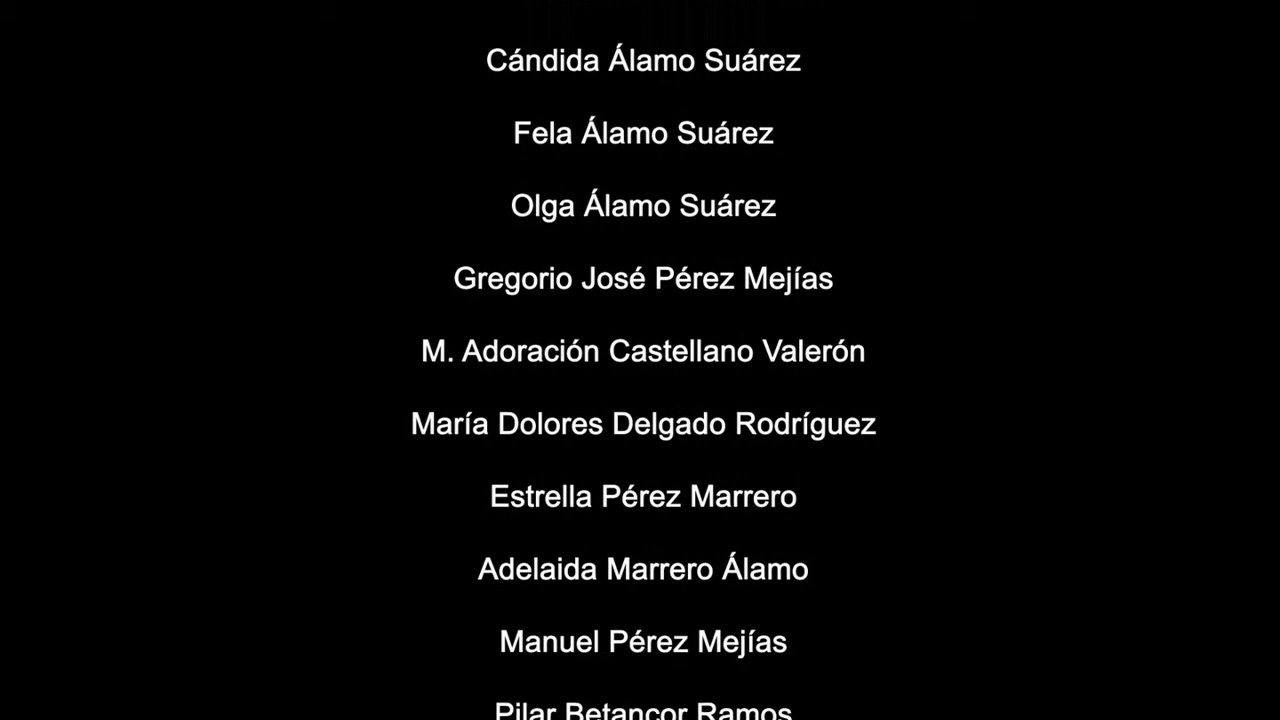 Cándida Álamo Suárez
Fela Álamo Suárez
Olga Álamo Suárez
Gregorio José Pérez Mejías
M. Adoración Castellano Valerón
María Dolores Delgado Rodríguez
Estrella Pérez Marrero
Adelaida Marrero Álamo
Manuel Pérez Mejías
Pilar Betancor Ramos